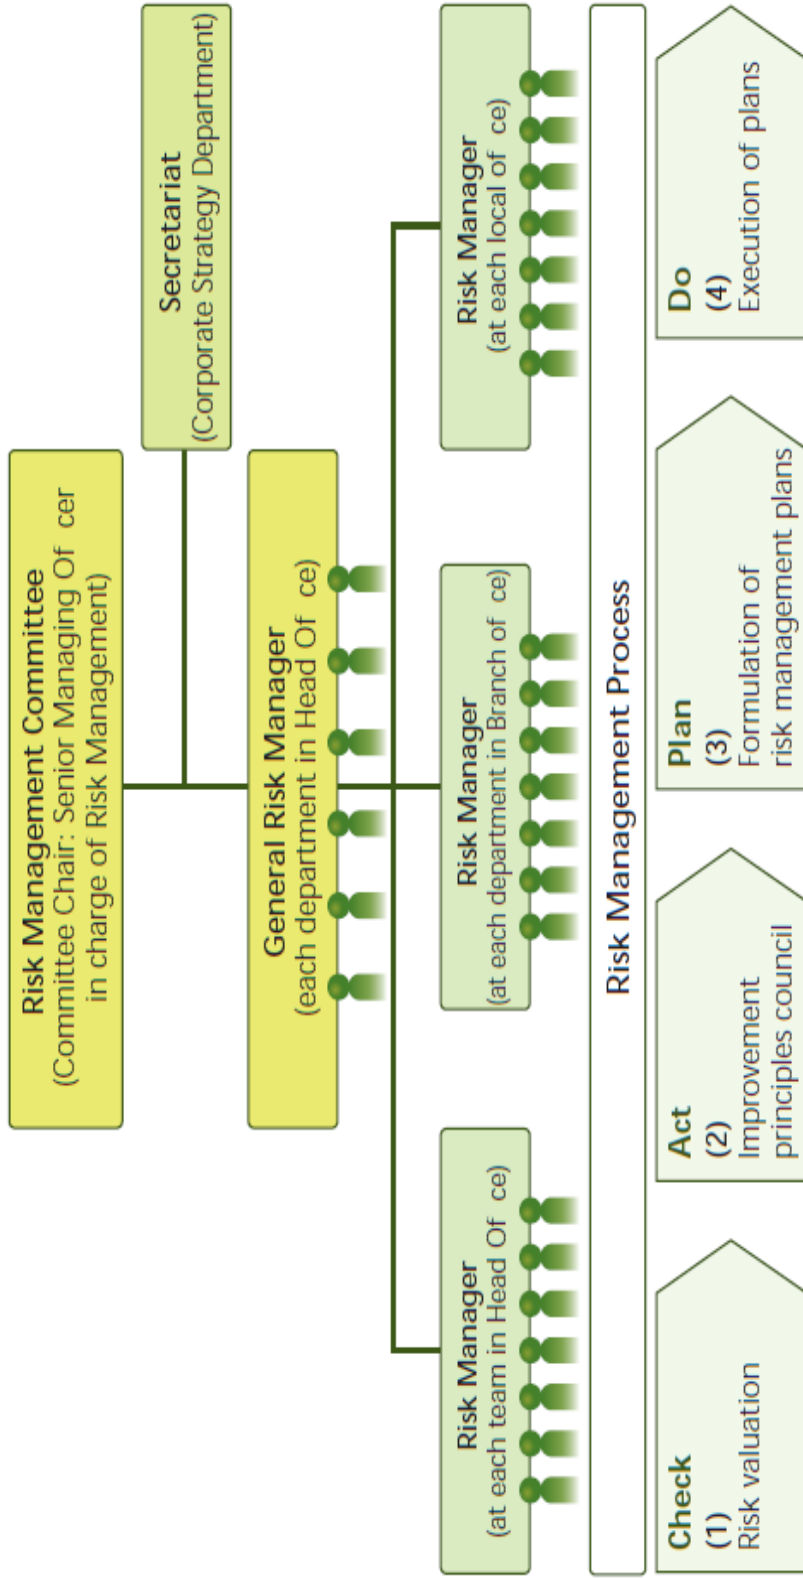 Risk Management Committee
(Committee Chair: Senior Managing Of cer
in charge of Risk Management)
Secretariat
(Corporate Strategy Department)
General Risk Manager
(each department in Head Of ce)
Risk Manager
(at each team in Head Of ce)
Risk Manager
(at each department in Branch of ce)
Risk Manager
(at each local of ce)
Risk Management Process
Check
(1)
Risk valuation
Act
(2)
Improvement
principles council
Plan
(3)
Formulation of
risk management plans
Do
(4)
Execution of plans